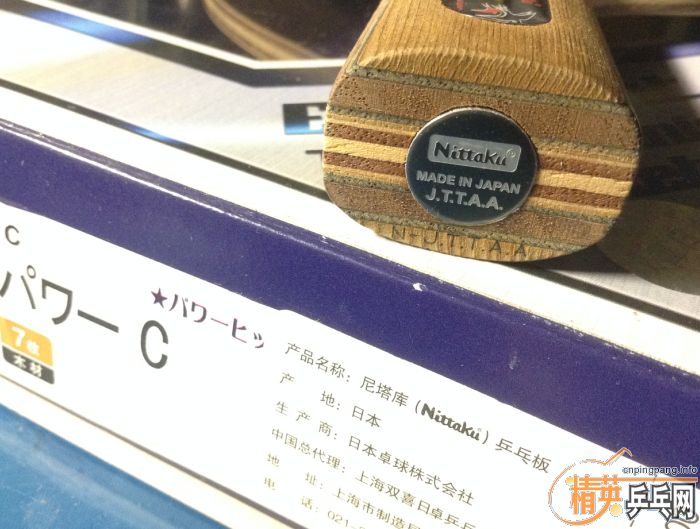 Nittaku
MADE IN JAPAN
J.T.T.A.A.
N-J.T.T.A.A
C
パワー C
★パワーヒッ
7枚
木材
产品名称：尼塔库（Nittaku）乒乓板
产 地：日本
生 产 商：日本卓球株式会社
中国总代理：上海双喜日卓乒乓
地 址：上海市制造局
电 话：021-
cnpingpang.info
精英乒乓网